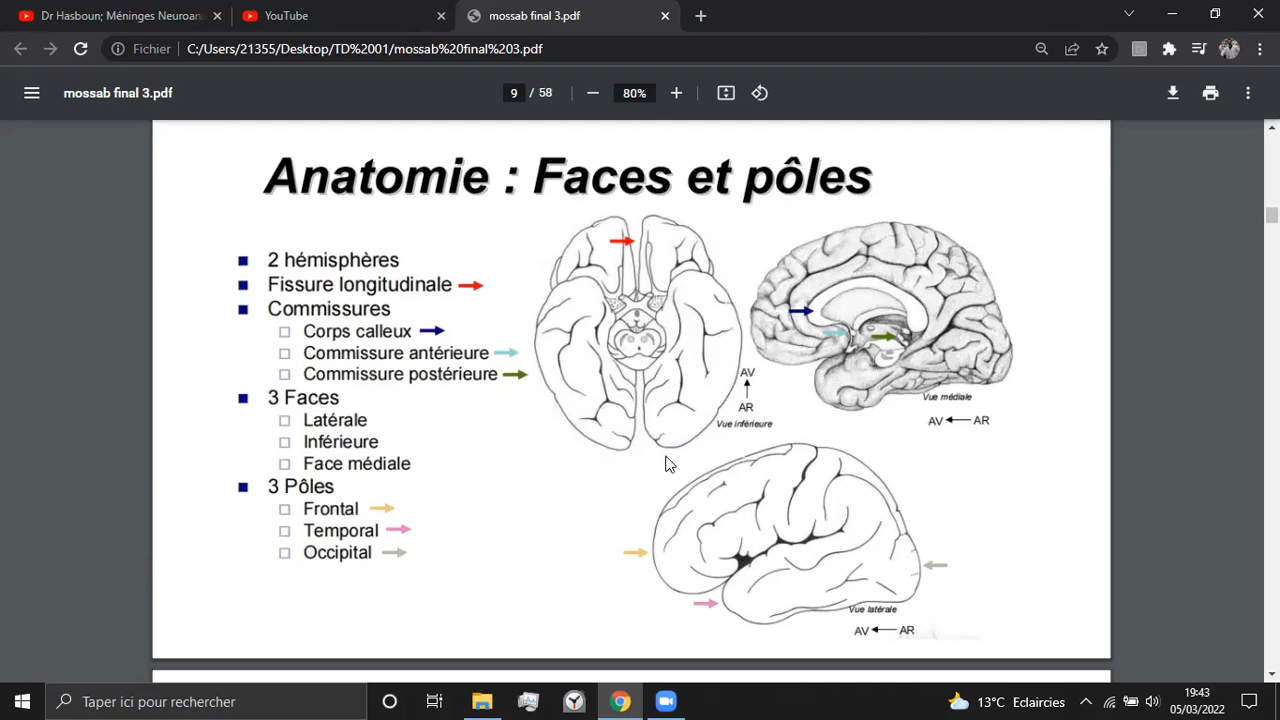 Dr Hasboun; Méninges Neuroana
YouTube
mossab final 3.pdf
Fichier
C:/Users/21355/Desktop/TD%2001/mossab%20final%203.pdf
mossab final 3.pdf
9 / 58
80%
Anatomie : Faces et pôles
2 hémisphères
Fissure longitudinale
Commissures
Corps calleux
Commissure antérieure
Commissure postérieure
3 Faces
Latérale
Inférieure
Face médiale
3 Pôles
Frontal
Temporal
Occipital
AV
AR
Vue inférieure
Vue médiale
AV AR
Vue latérale
AV AR
Taper ici pour rechercher
13°C Eclaircies
19:43
05/03/2022